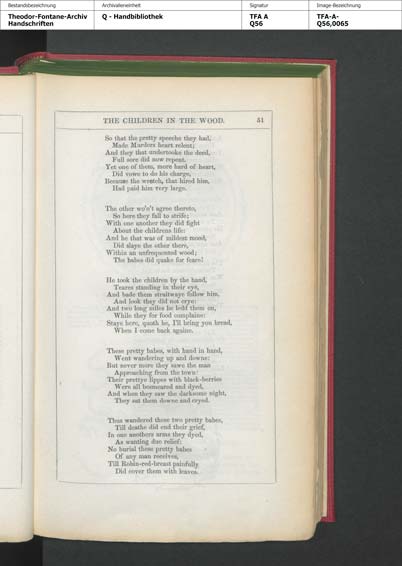 Bestandsbezeichnung
Theodor-Fontane-Archiv
Handschriften
Archivalieneinheit
Q - Handbibliothek
Signatur
TFA A
Q56
Image-Bezeichnung
TFA-A-
Q56,0065
THE CHILDREN IN THE WOOD. 51
So that the pretty speeche they had,
Made Murders heart relent;
And they that undertooke the deed,
Full sore did now repent.
Yet one of them, more hard of heart,
Did vowe to do his charge,
Because the wretch, that hired him,
Had paid him very large.
The other wo'n't agree thereto,
So here they fall to strife;
With one another they did fight
About the childrens life:
And he that was of mildest mood,
Did slaye the other there,
Within an unfrequented wood;
The babes did quake for feare!
He took the children by the hand,
Teares standing in their eye,
And bade them straitwaye follow him,
And look they did not crye:
And two long miles he ledd them on,
While they for food complaine:
Staye here, quoth he, I'll bring you bread,
When I come back againe.
These pretty babes, with hand in hand,
Went wandering up and downe:
But never more they sawe the man
Approaching from the town:
Their prettye lippes with black-berries
Were all besmeared and dyed,
And when they saw the darksome night,
They sat them downe and cryed.
Thus wandered these two pretty babes,
Till deathe did end their grief,
In one anothers arms they dyed,
As wanting due relief:
No burial these pretty babes
Of any man receives,
Till Robin-red-breast painfully
Did cover them with leaves.